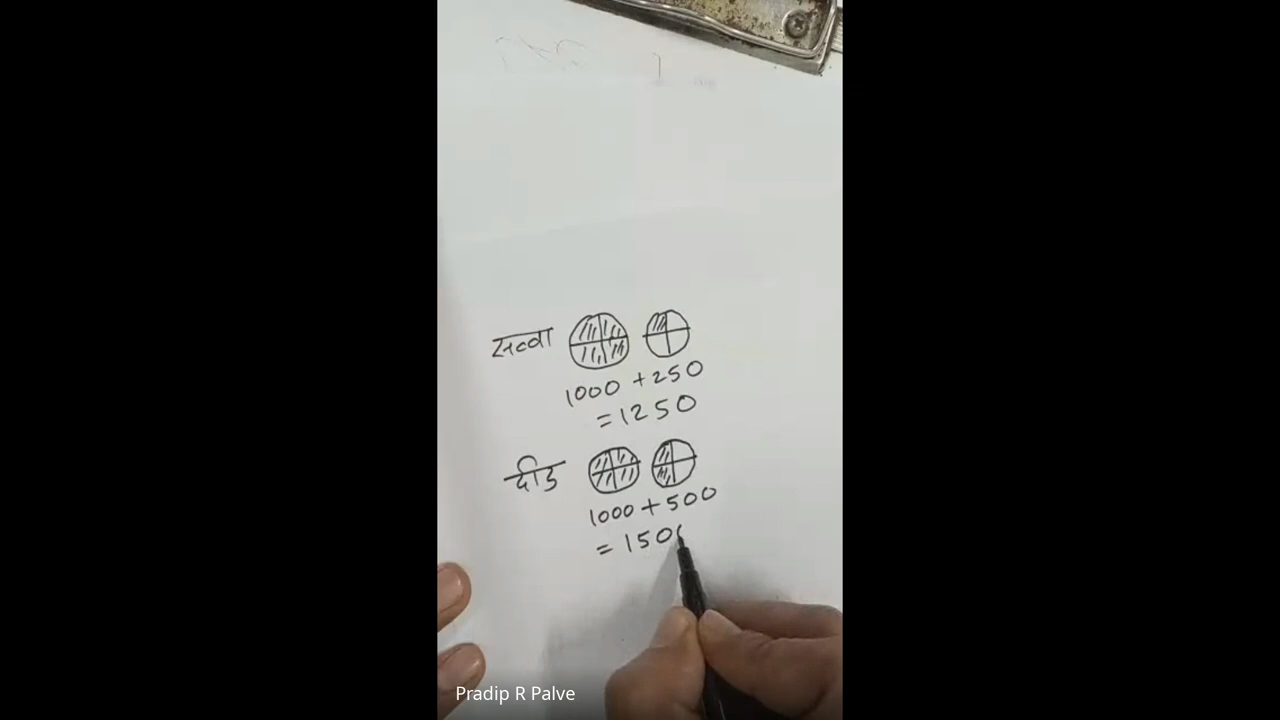 सव्वा
1000 + 250
= 1250
दीड
1000 + 500
= 150
Pradip R Palve